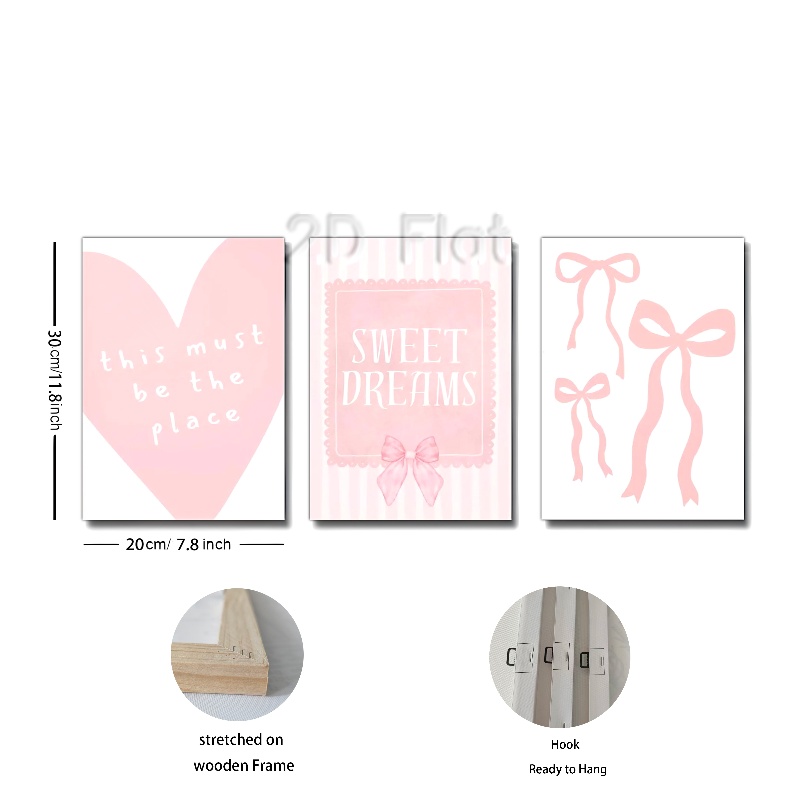 2D Flat
this must
be the
place
SWEET
DREAMS
30cm/11.8inch
20cm/ 7.8 inch
stretched on
wooden Frame
Hook
Ready to Hang